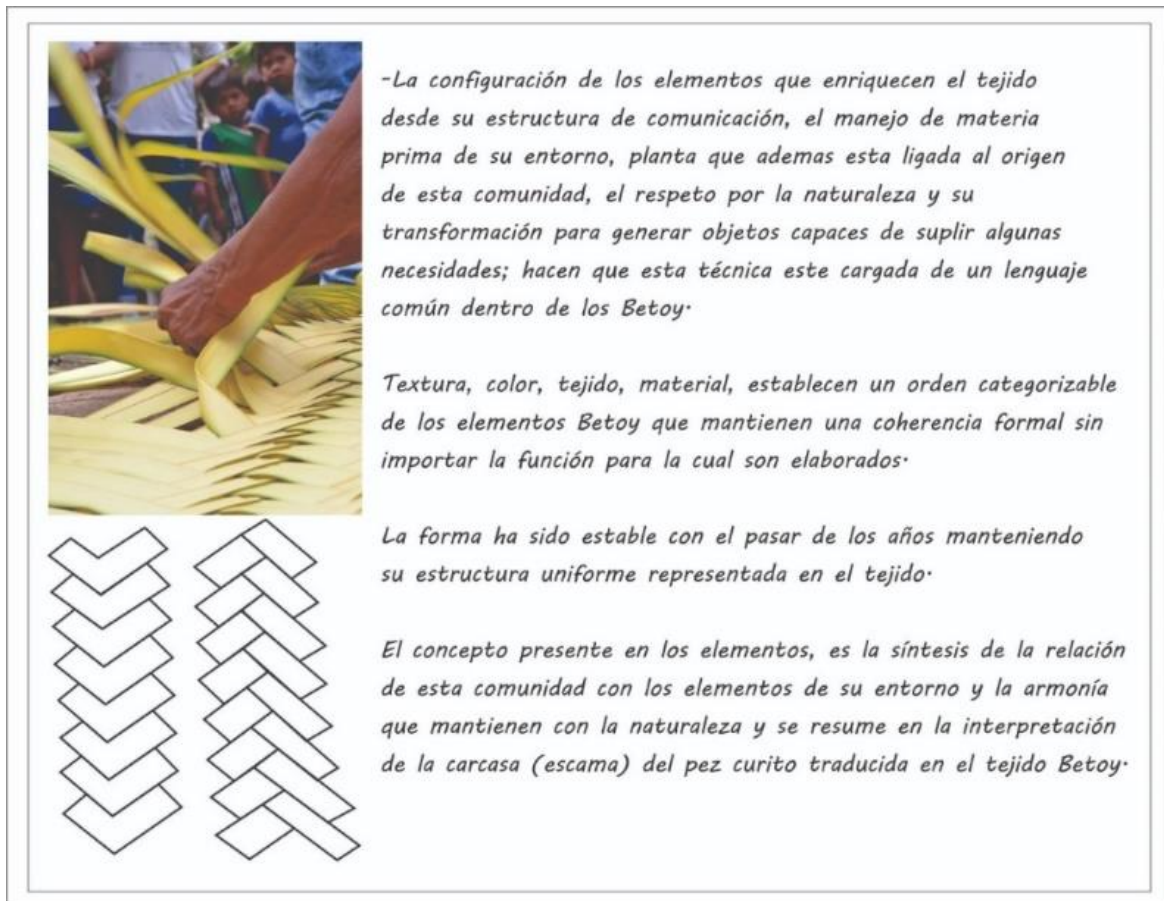 -La configuración de los elementos que enriquecen el tejido
desde su estructura de comunicación, el manejo de materia
prima de su entorno, planta que ademas esta ligada al origen
de esta comunidad, el respeto por la naturaleza y su
transformación para generar objetos capaces de suplir algunas
necesidades; hacen que esta técnica este cargada de un lenguaje
común dentro de los Betoy.
Textura, color, tejido, material, establecen un orden categorizable
de los elementos Betoy que mantienen una coherencia formal sin
importar la función para la cual son elaborados.
La forma ha sido estable con el pasar de los años manteniendo
su estructura uniforme representada en el tejido.
El concepto presente en los elementos, es la síntesis de la relación
de esta comunidad con los elementos de su entorno y la armonía
que mantienen con la naturaleza y se resume en la interpretación
de la carcasa (escama) del pez curito traducida en el tejido Betoy.